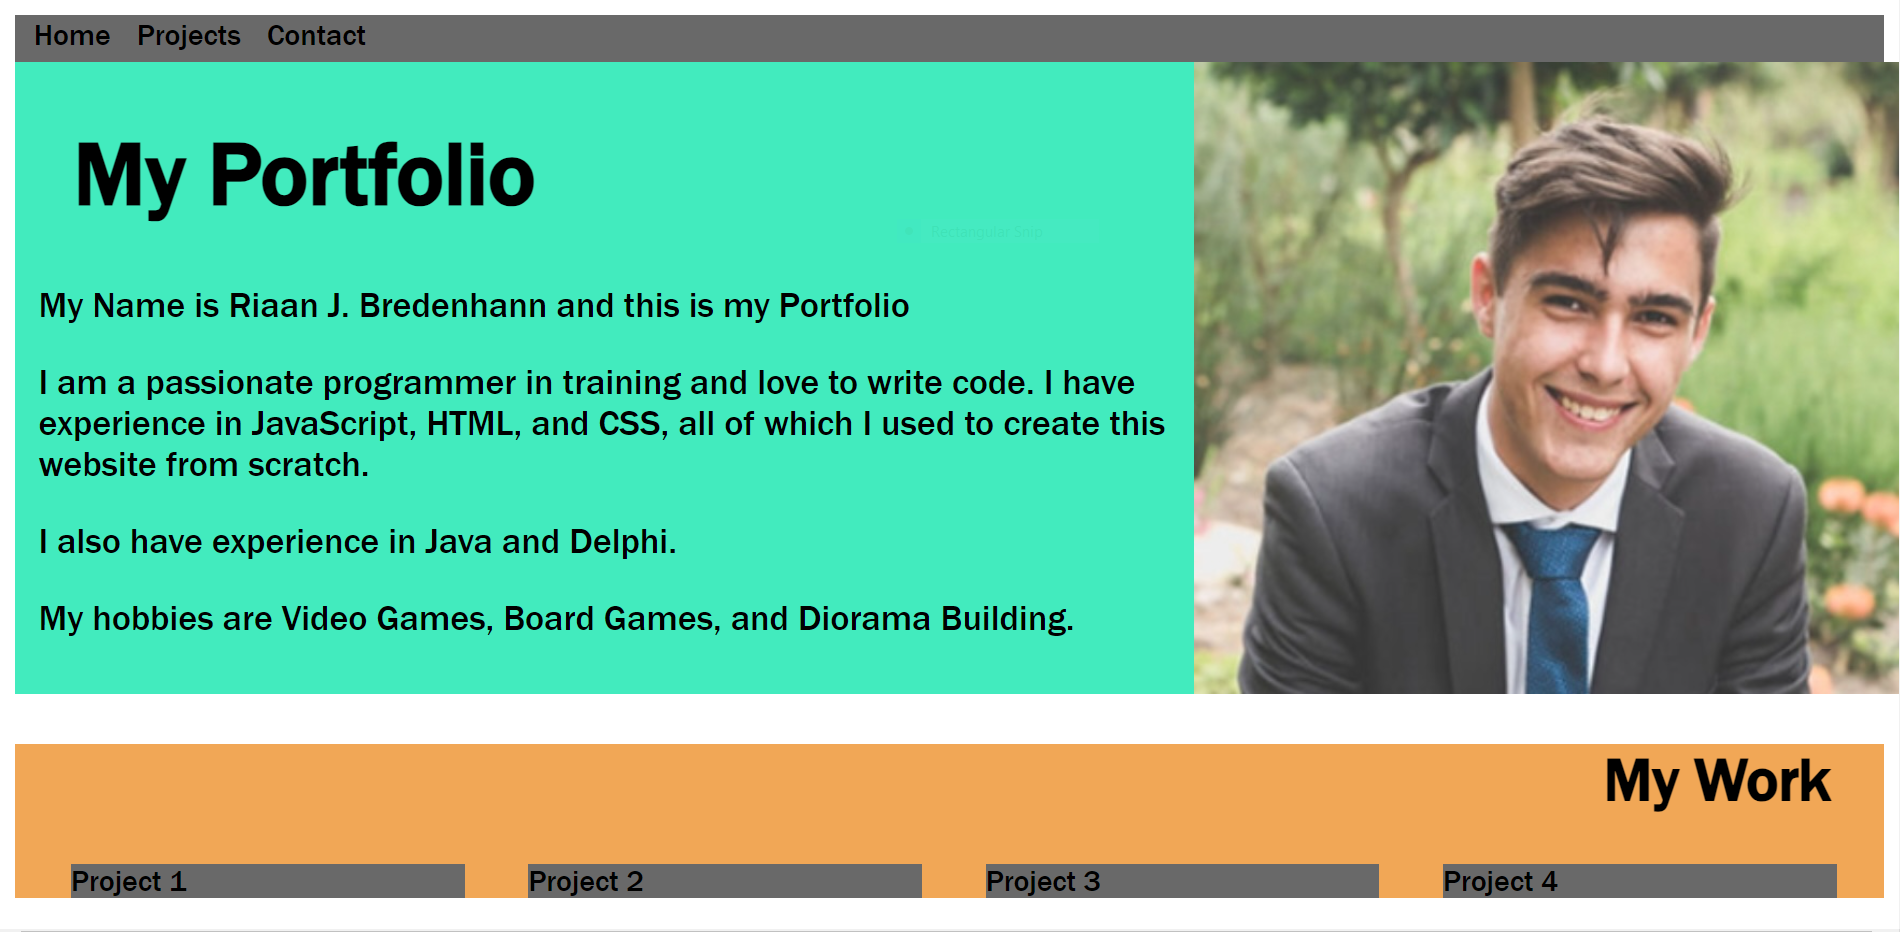 Home Projects Contact
My Portfolio
Rectangular Snip
My Name is Riaan J. Bredenhann and this is my Portfolio
I am a passionate programmer in training and love to write code. I have
experience in JavaScript, HTML, and CSS, all of which I used to create this
website from scratch.
I also have experience in Java and Delphi.
My hobbies are Video Games, Board Games, and Diorama Building.
My Work
Project 1 Project 2 Project 3 Project 4